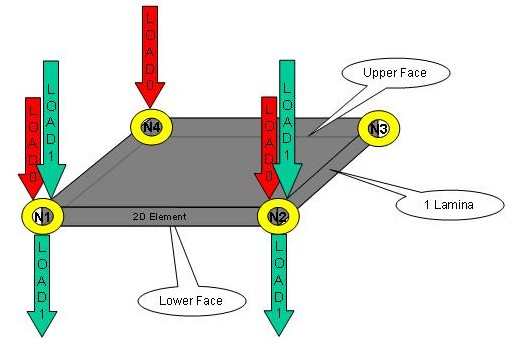 LOAD0
LOAD1
LOAD0
LOAD0
LOAD1
Upper Face
N4
N3
N1
2D Element
N2
1 Lamina
LOAD1
LOAD1
Lower Face